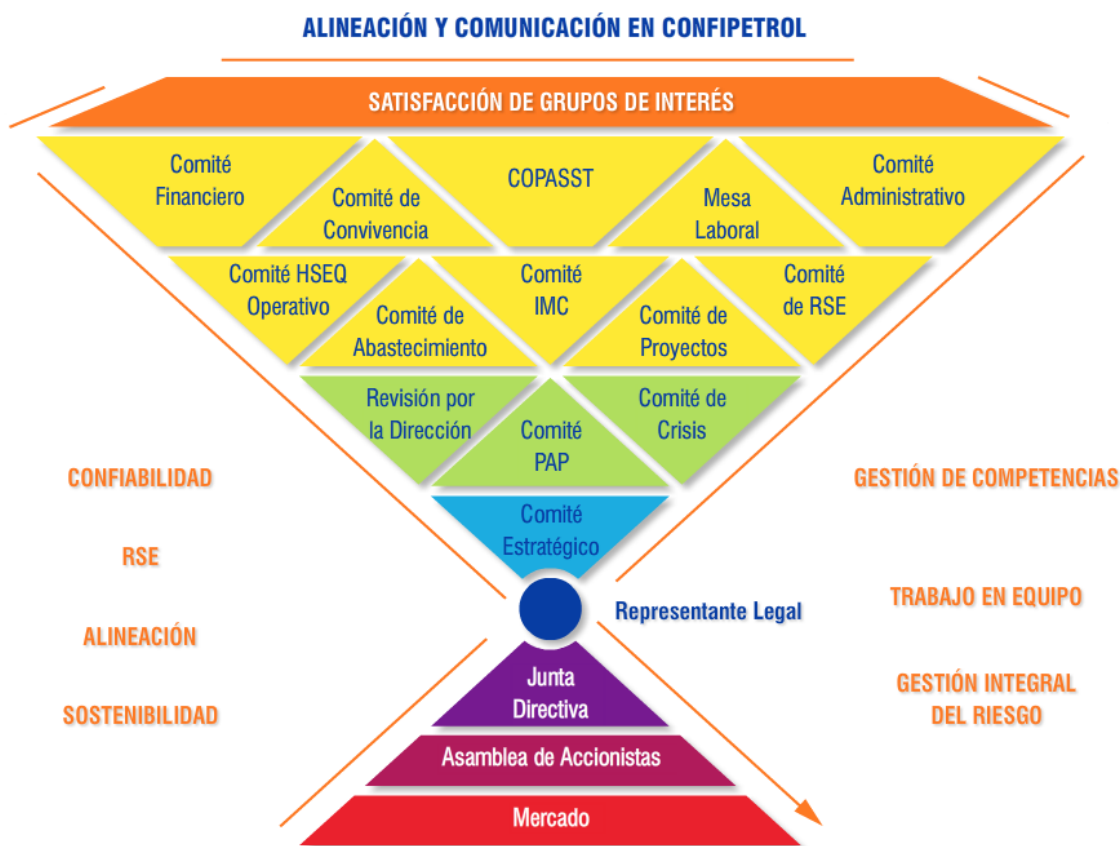 ALINEACIÓN Y COMUNICACIÓN EN CONFIPETROL
SATISFACCIÓN DE GRUPOS DE INTERÉS
Comité
Financiero
Comité de
Convivencia
COPASST
Mesa
Laboral
Comité
Administrativo
Comité HSEQ
Operativo
Comité de
Abastecimiento
Comité
IMC
Comité de
Proyectos
Comité
de RSE
Revisión por
la Dirección
Comité
PAP
Comité de
Crisis
Comité
Estratégico
Representante Legal
Junta
Directiva
Asamblea de Accionistas
Mercado
CONFIABILIDAD
RSE
ALINEACIÓN
SOSTENIBILIDAD
GESTIÓN DE COMPETENCIAS
TRABAJO EN EQUIPO
GESTIÓN INTEGRAL
DEL RIESGO